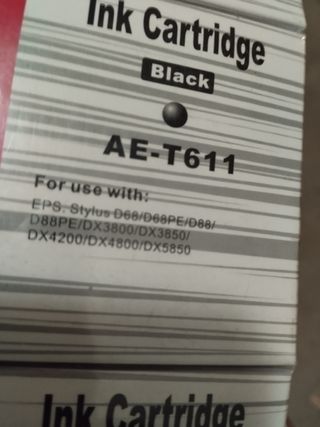 Ink Cartridge
Black
AE-T611
For use with:
EPS. Stylus D68/D68PE/D88/
D88PE/DX3800/DX3850/
DX4200/DX4800/DX5850
Ink Cartridge